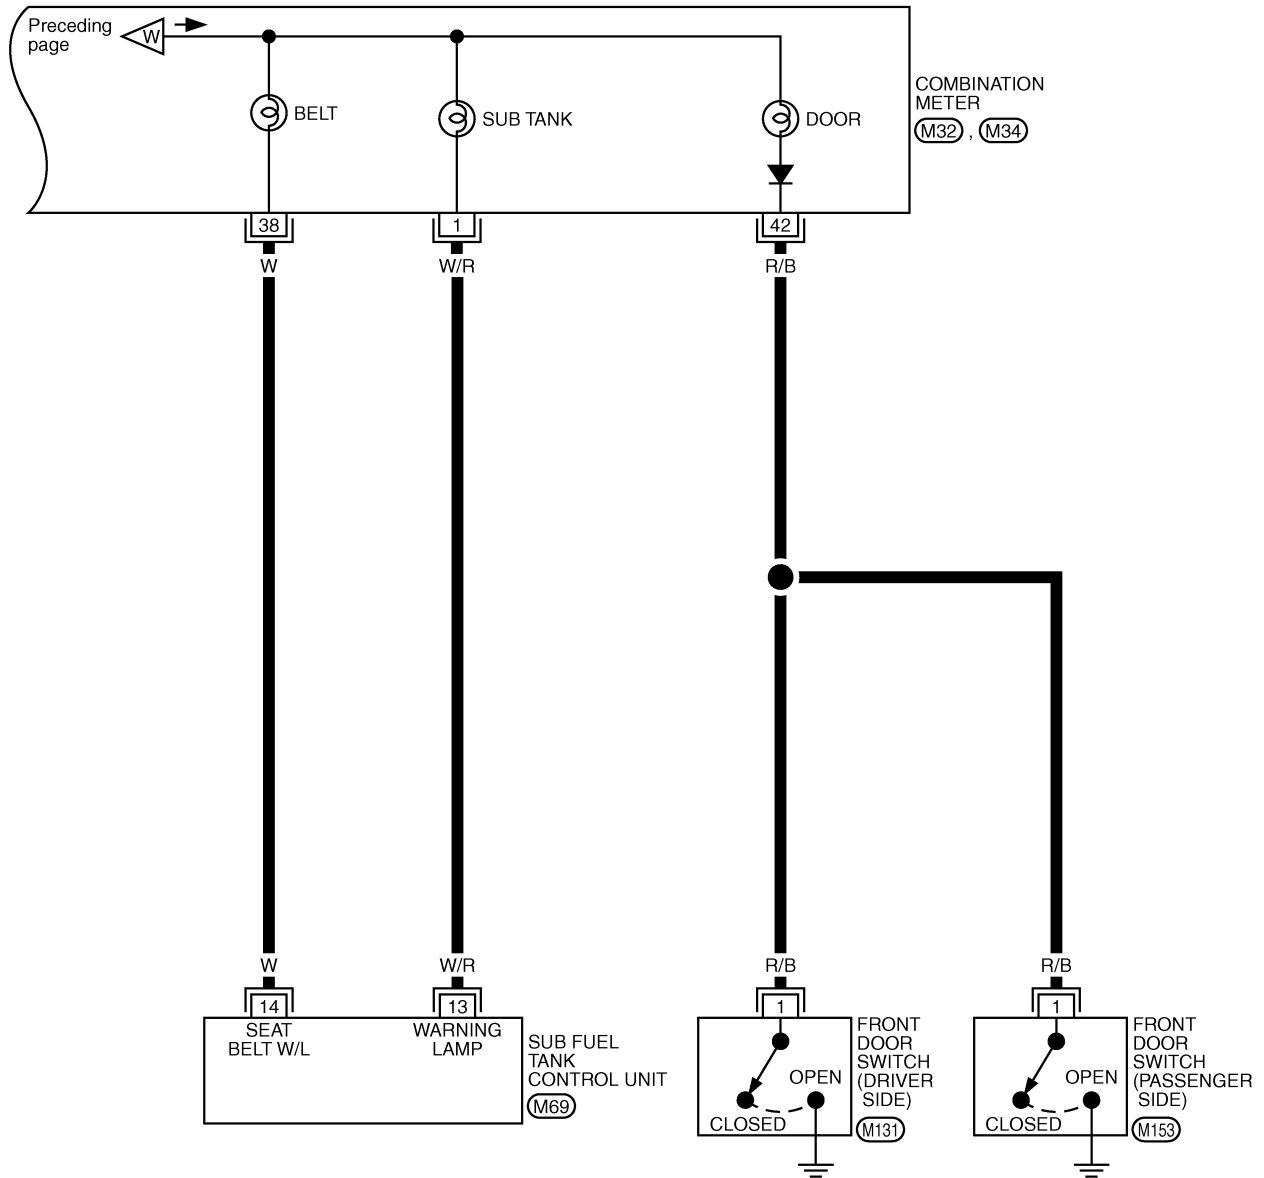 Preceding
page
W
BELT
SUB TANK
DOOR
COMBINATION
METER
M32 , M34
38
1
42
W
W/R
R/B
W
W/R
R/B
R/B
14
13
1
1
SEAT
BELT W/L
WARNING
LAMP
SUB FUEL
TANK
CONTROL UNIT
M69
OPEN
CLOSED
FRONT
DOOR
SWITCH
(DRIVER
SIDE)
M131
OPEN
CLOSED
FRONT
DOOR
SWITCH
(PASSENGER
SIDE)
M153